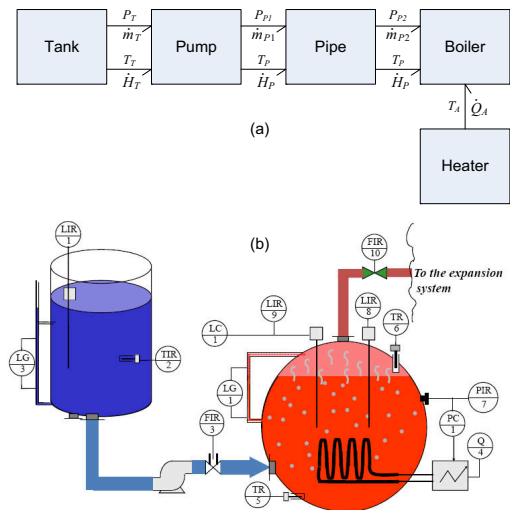 P_T P_P1 P_P2
Tank Pump Pipe Boiler
ṁ_T ṁ_P1 ṁ_P2
T_T T_P T_P
Ḣ_T Ḣ_P Ḣ_P
T_A Q̇_A
(a)
Heater
(b)
LIR 1
FIR 10
To the expansion system
LIR 9
LIR 8
LC 1
TR 6
TIR 2
LG 3
LG 1
PIR 7
FIR 3
PC 1
Q 4
TR 5